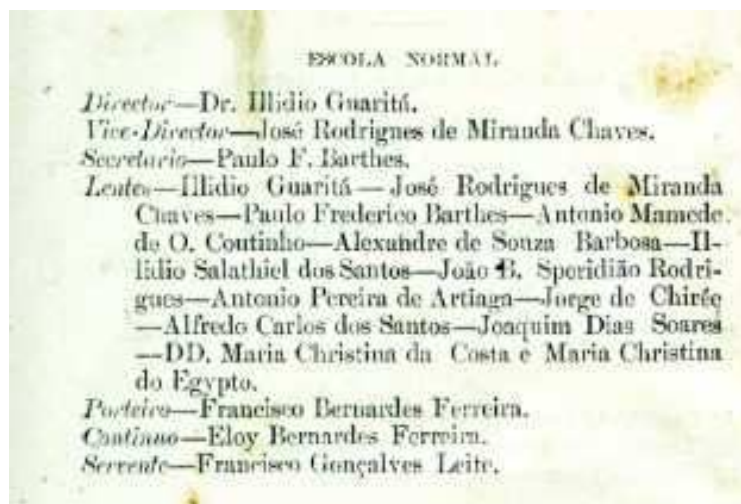 ESCOLA NORMAL
Director—Dr. Illidio Guaritá.
Vice-Director—José Rodrigues de Miranda Chaves.
Secretario—Paulo F. Barthes.
Lentes—Illidio Guaritá—José Rodrigues de Miranda
Chaves—Paulo Frederico Barthes—Antonio Mamede
de O. Coutinho—Alexandre de Souza Barbosa—Il-
lidio Salathiel dos Santos—João B. Speridião Rodri-
gues—Antonio Pereira de Artiaga—Jorge de Chirée
—Alfredo Carlos dos Santos—Joaquim Dias Soares
—DD. Maria Christina da Costa e Maria Christina
do Egypto.
Porteiro—Francisco Bernardes Ferreira.
Continuo—Eloy Bernardes Ferreira.
Servente—Francisco Gonçalves Leite.